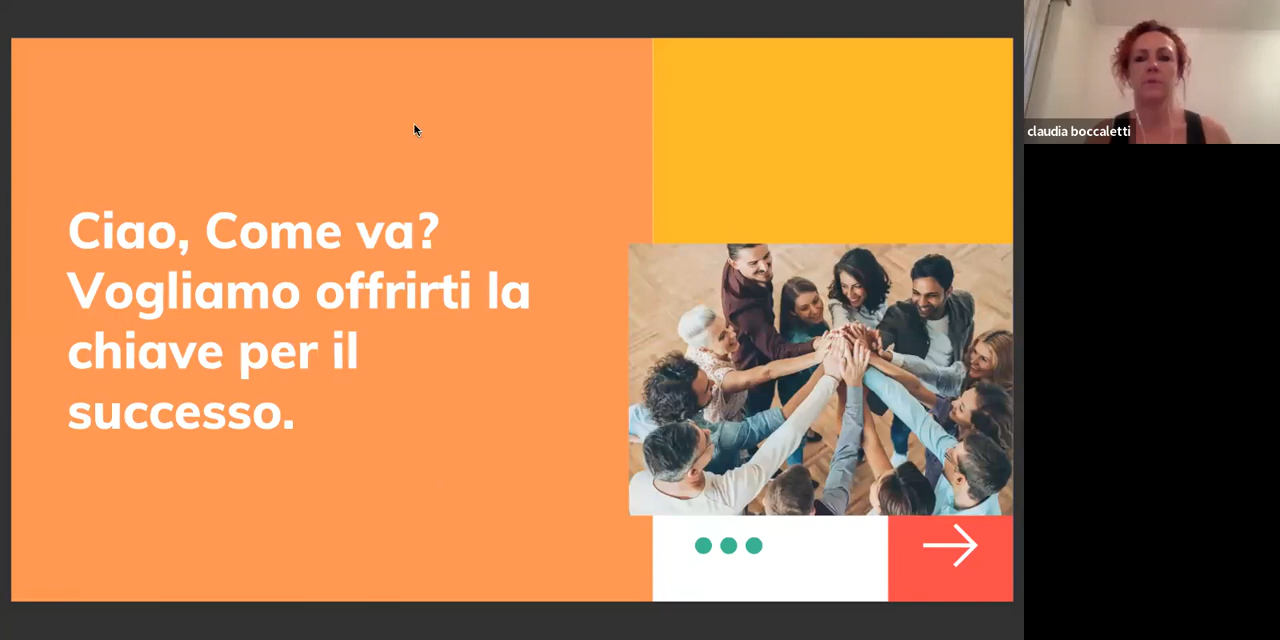 Ciao, Come va?
Vogliamo offrirti la
chiave per il
successo.
claudia boccaletti